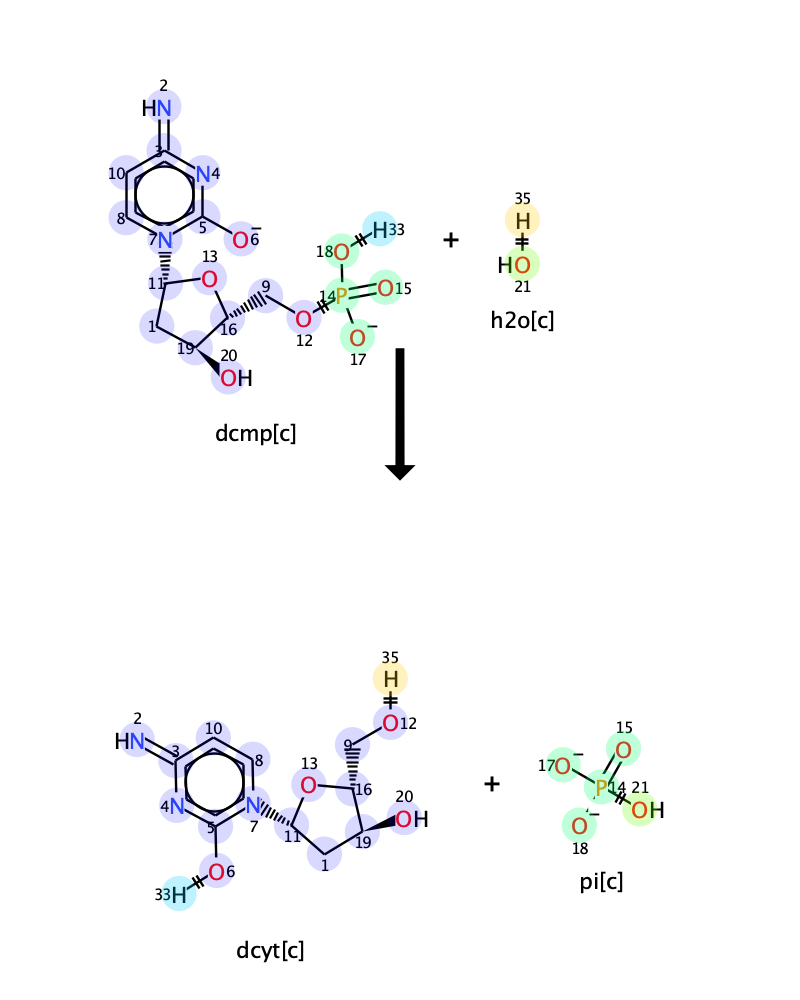 2
HN
3
10
N4
8
5
7N
O6−
11
13
O
9
1
16
19
20
OH
O
12
14P
18O
H33
O15
O−
17
dcmp[c]
+
35
H
HO
21
h2o[c]
35
H
O12
2
HN
3
10
8
4N
5
N
7
9
13
O
16
11
1
19
20
OH
O6
33H
dcyt[c]
+
15
O
17O−
P14
21
OH
O−
18
pi[c]